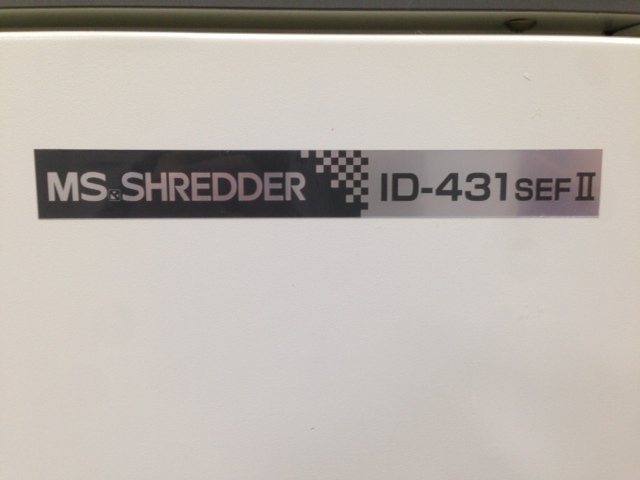 MS SHREDDER ID-431 SEF II